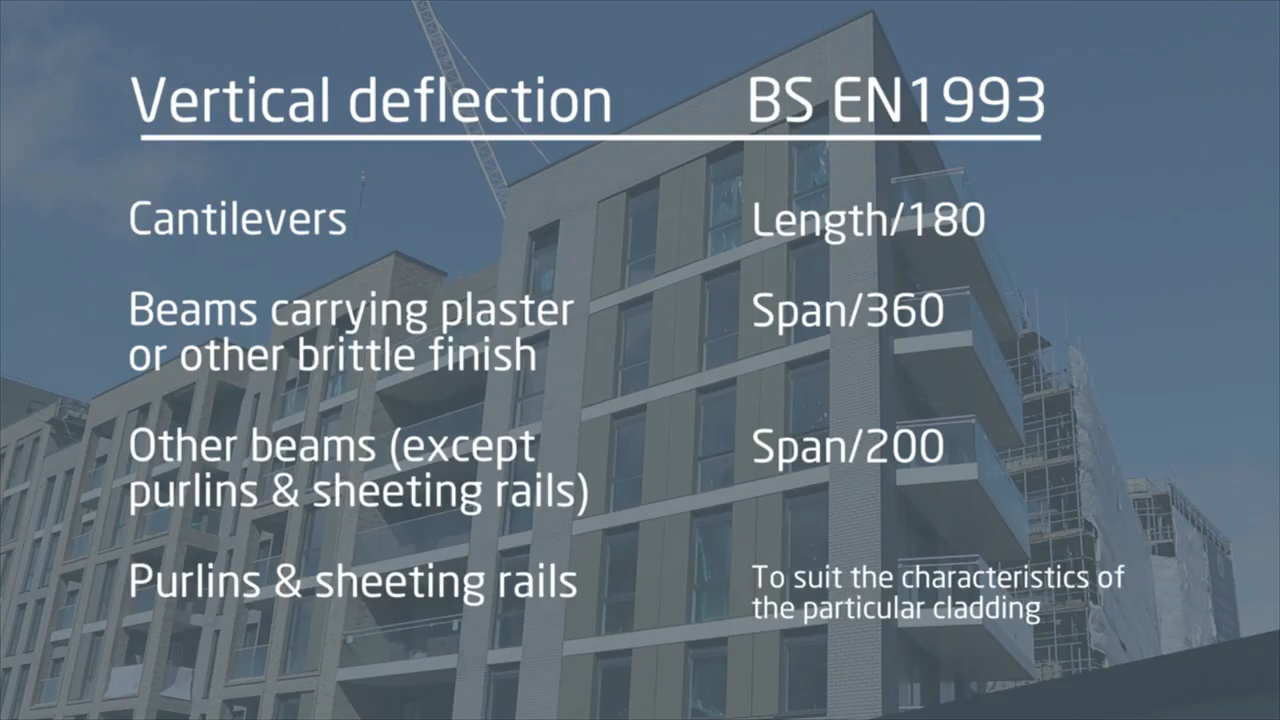 Vertical deflection BS EN1993
Cantilevers Length/180
Beams carrying plaster Span/360
or other brittle finish
Other beams (except Span/200
purlins & sheeting rails)
Purlins & sheeting rails To suit the characteristics of
the particular cladding